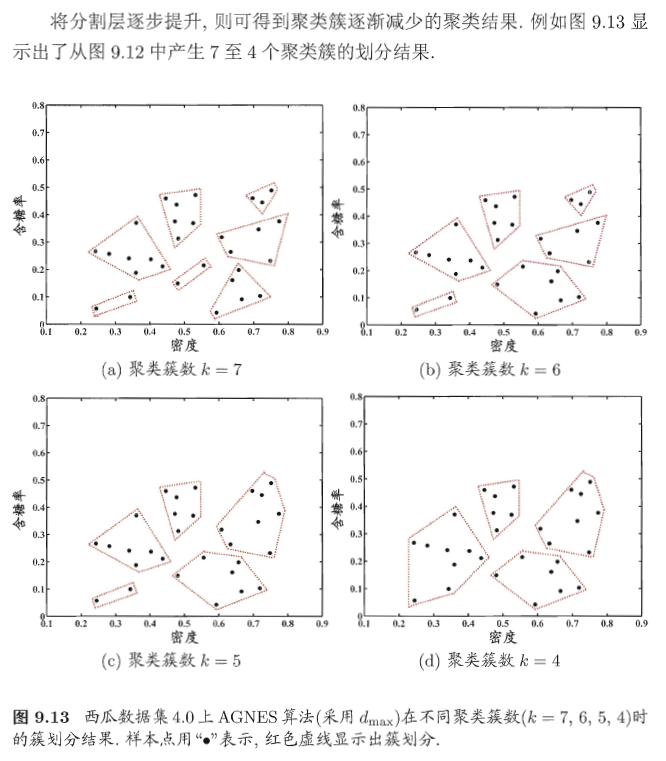 将分割层逐步提升, 则可得到聚类簇逐渐减少的聚类结果. 例如图 9.13 显
示出了从图 9.12 中产生 7 至 4 个聚类簇的划分结果.
0.8
0.7
0.6
0.5
0.4
0.3
0.2
0.1
0
含糖率
0.1 0.2 0.3 0.4 0.5 0.6 0.7 0.8 0.9
密度
(a) 聚类簇数 k = 7
0.8
0.7
0.6
0.5
0.4
0.3
0.2
0.1
0
含糖率
0.1 0.2 0.3 0.4 0.5 0.6 0.7 0.8 0.9
密度
(b) 聚类簇数 k = 6
0.8
0.7
0.6
0.5
0.4
0.3
0.2
0.1
0
含糖率
0.1 0.2 0.3 0.4 0.5 0.6 0.7 0.8 0.9
密度
(c) 聚类簇数 k = 5
0.8
0.7
0.6
0.5
0.4
0.3
0.2
0.1
0
含糖率
0.1 0.2 0.3 0.4 0.5 0.6 0.7 0.8 0.9
密度
(d) 聚类簇数 k = 4
图 9.13 西瓜数据集 4.0 上 AGNES 算法(采用 dmax)在不同聚类簇数(k = 7, 6, 5, 4)时
的簇划分结果. 样本点用“●”表示, 红色虚线显示出簇划分.